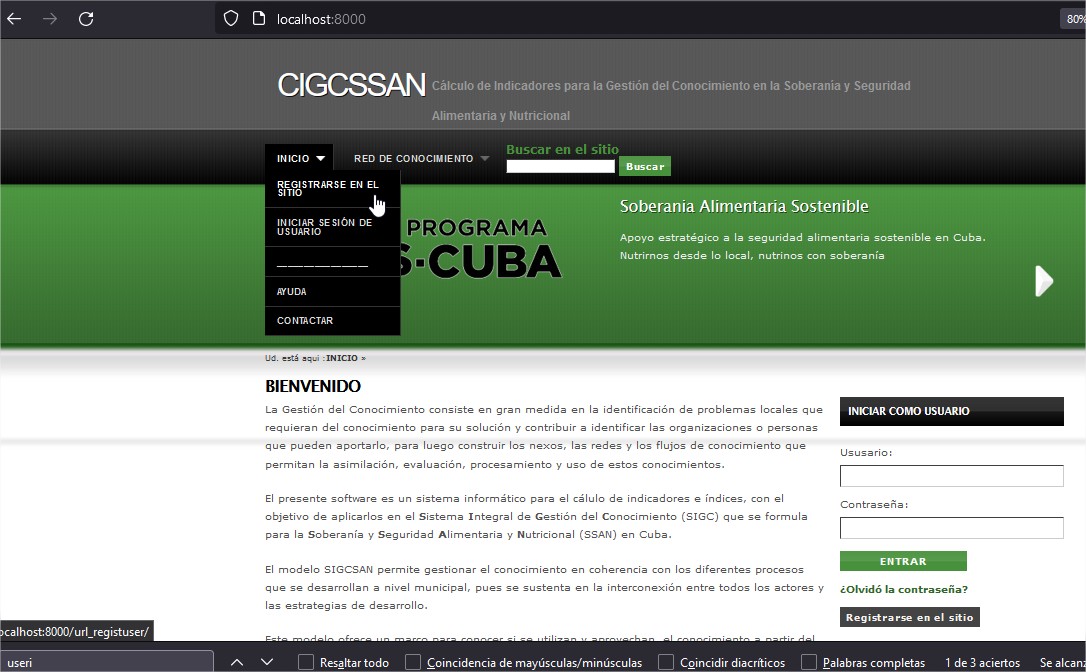 localhost:8000
80%
CIGCSSAN
Cálculo de Indicadores para la Gestión del Conocimiento en la Soberanía y Seguridad
Alimentaria y Nutricional
INICIO
RED DE CONOCIMIENTO
Buscar en el sitio
Buscar
REGISTRARSE EN EL
SITIO
INICIAR SESIÓN DE
USUARIO
AYUDA
CONTACTAR
PROGRAMA
S-CUBA
Soberania Alimentaria Sostenible
Apoyo estratégico a la seguridad alimentaria sostenible en Cuba.
Nutrirnos desde lo local, nutrinos con soberanía
Ud. está aqui :INICIO »
BIENVENIDO
La Gestión del Conocimiento consiste en gran medida en la identificación de problemas locales que
requieran del conocimiento para su solución y contribuir a identificar las organizaciones o personas
que pueden aportarlo, para luego construir los nexos, las redes y los flujos de conocimiento que
permitan la asimilación, evaluación, procesamiento y uso de estos conocimientos.
El presente software es un sistema informático para el cálulo de indicadores e índices, con el
objetivo de aplicarlos en el Sistema Integral de Gestión del Conocimiento (SIGC) que se formula
para la Soberanía y Seguridad Alimentaria y Nutricional (SSAN) en Cuba.
El modelo SIGCSAN permite gestionar el conocimiento en coherencia con los diferentes procesos
que se desarrollan a nivel municipal, pues se sustenta en la interconexión entre todos los actores y
las estrategias de desarrollo.
Este modelo ofrece un marco para conocer si se utilizan y aprovechan el conocimiento a partir del
INICIAR COMO USUARIO
Ususario:
Contraseña:
ENTRAR
¿Olvidó la contraseña?
Registrarse en el sitio
ocalhost:8000/url_registuser/
useri
Resaltar todo
Coincidencia de mayúsculas/minúsculas
Coincidir diacríticos
Palabras completas
1 de 3 aciertos
Se alcanz